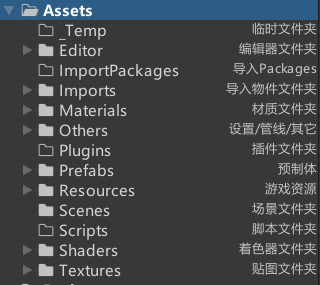 Assets
_Temp 临时文件夹
Editor 编辑器文件夹
ImportPackages 导入Packages
Imports 导入物件文件夹
Materials 材质文件夹
Others 设置/管线/其它
Plugins 插件文件夹
Prefabs 预制体
Resources 游戏资源
Scenes 场景文件夹
Scripts 脚本文件夹
Shaders 着色器文件夹
Textures 贴图文件夹